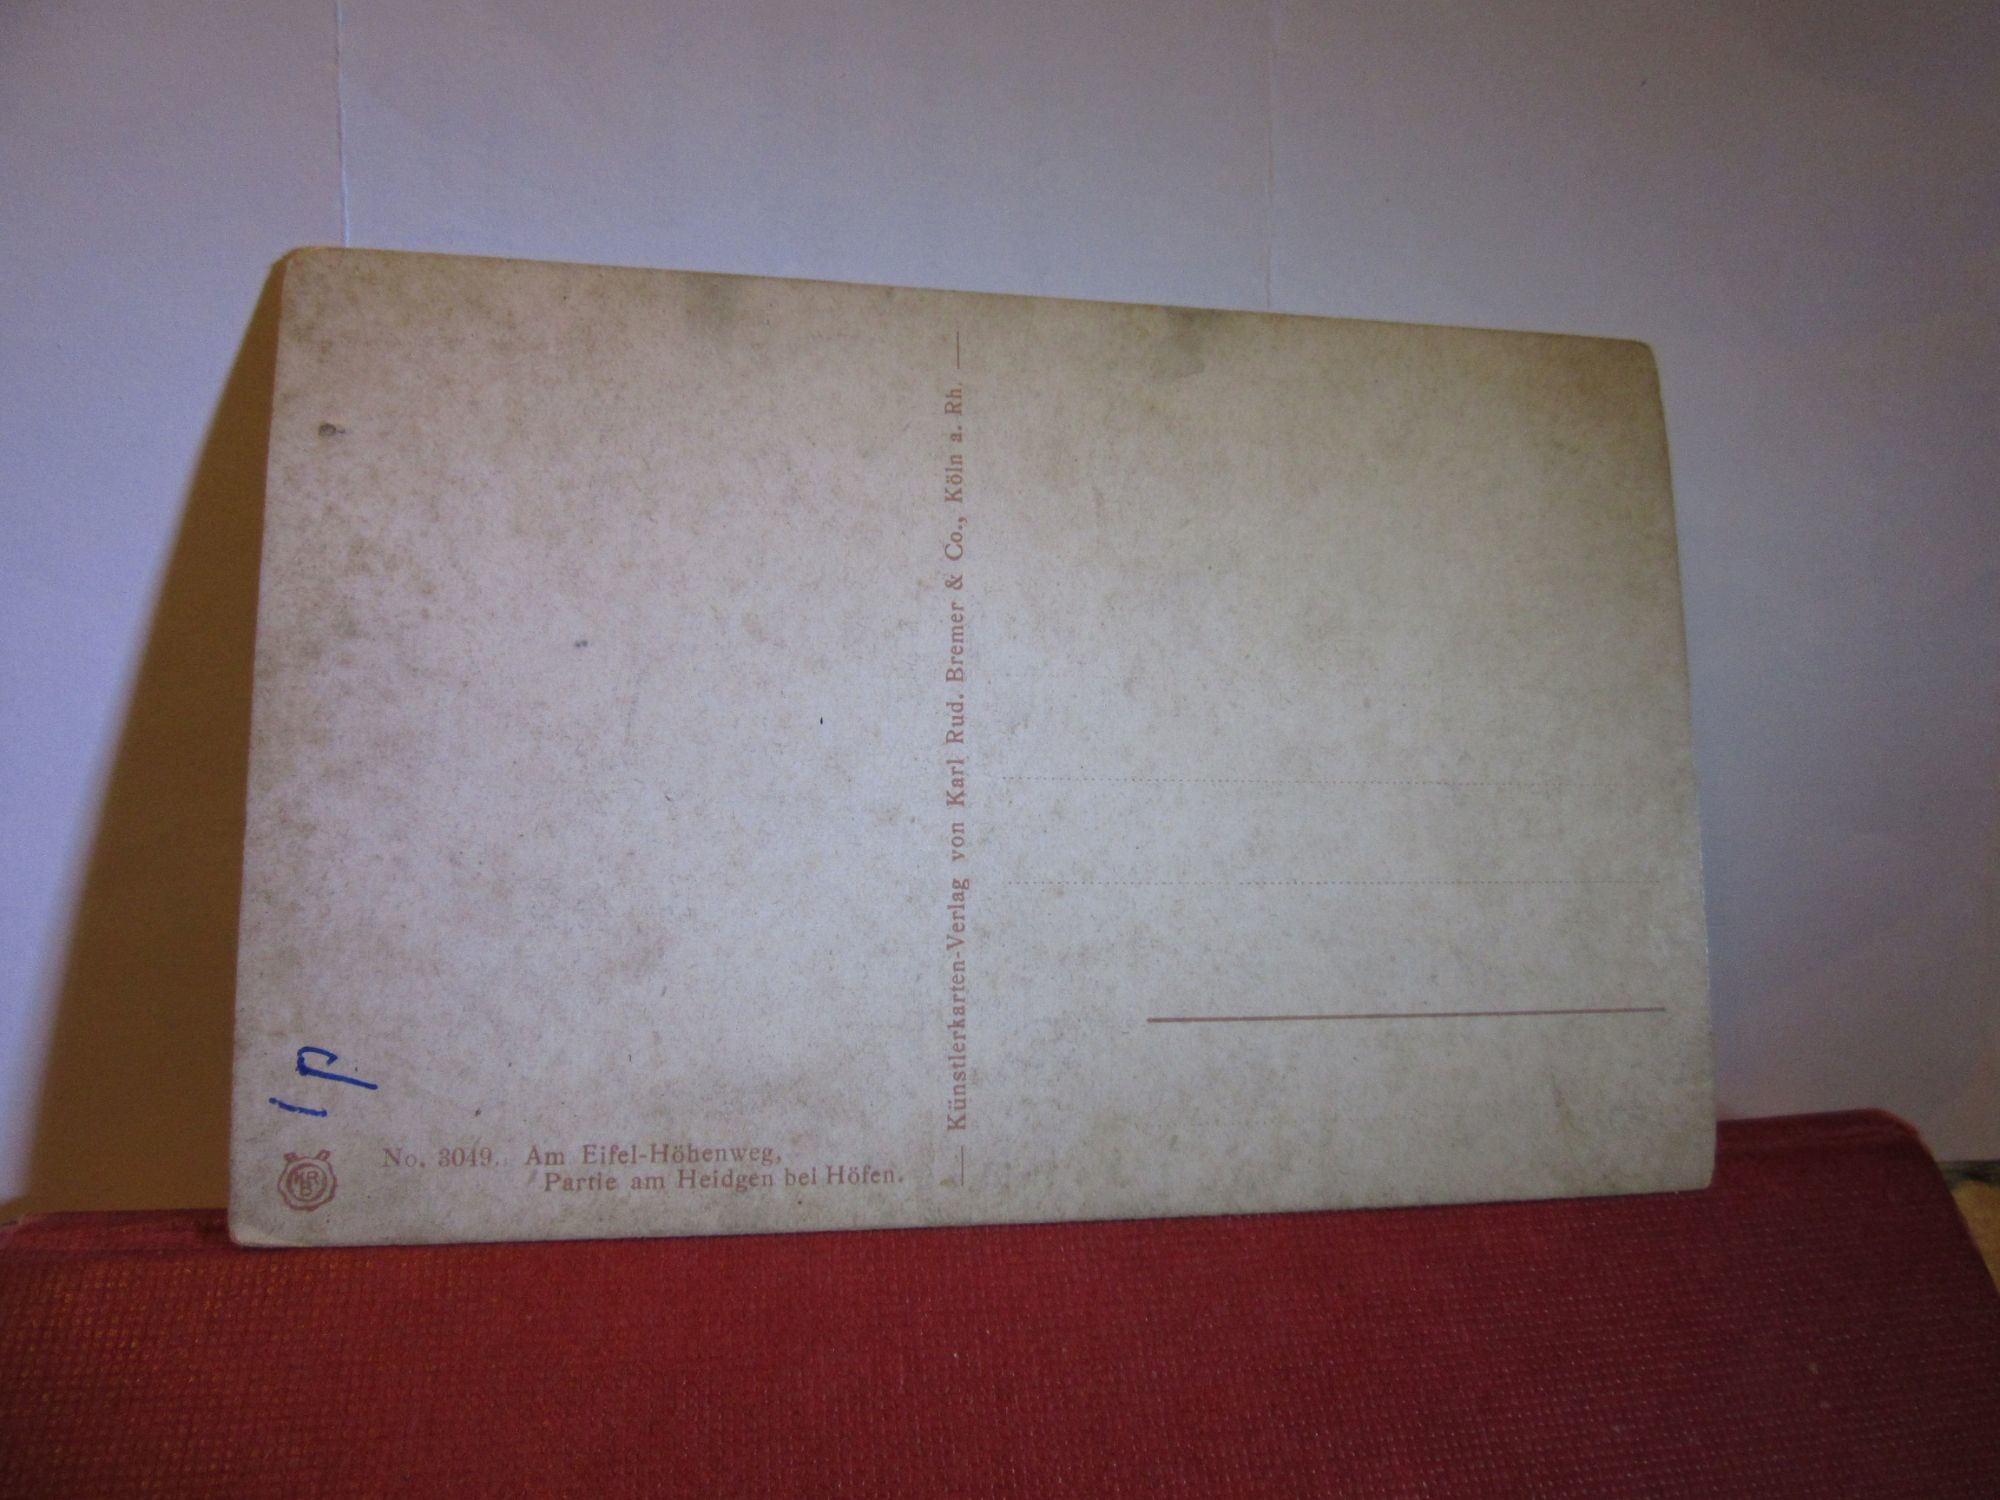 Künstlerkarten-Verlag von Karl Rud. Bremer & Co., Köln a. Rh.
No. 3049. Am Eifel-Höhenweg,
Partie am Heidgen bei Höfen.